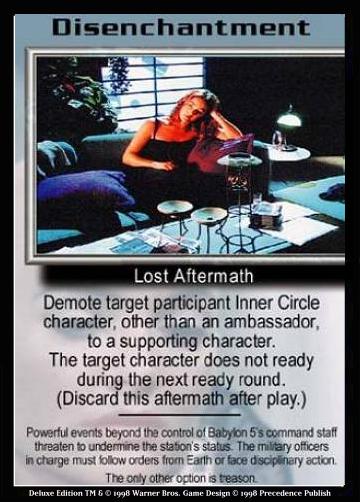 Disenchantment
Lost Aftermath
Demote target participant Inner Circle
character, other than an ambassador,
to a supporting character.
The target character does not ready
during the next ready round.
(Discard this aftermath after play.)
Powerful events beyond the control of Babylon 5's command staff
threaten to undermine the station's status. The military officers
in charge must follow orders from Earth or face disciplinary action.
The only other option is treason.
Deluxe Edition TM & © 1998 Warner Bros. Game Design © 1998 Precedence Publish